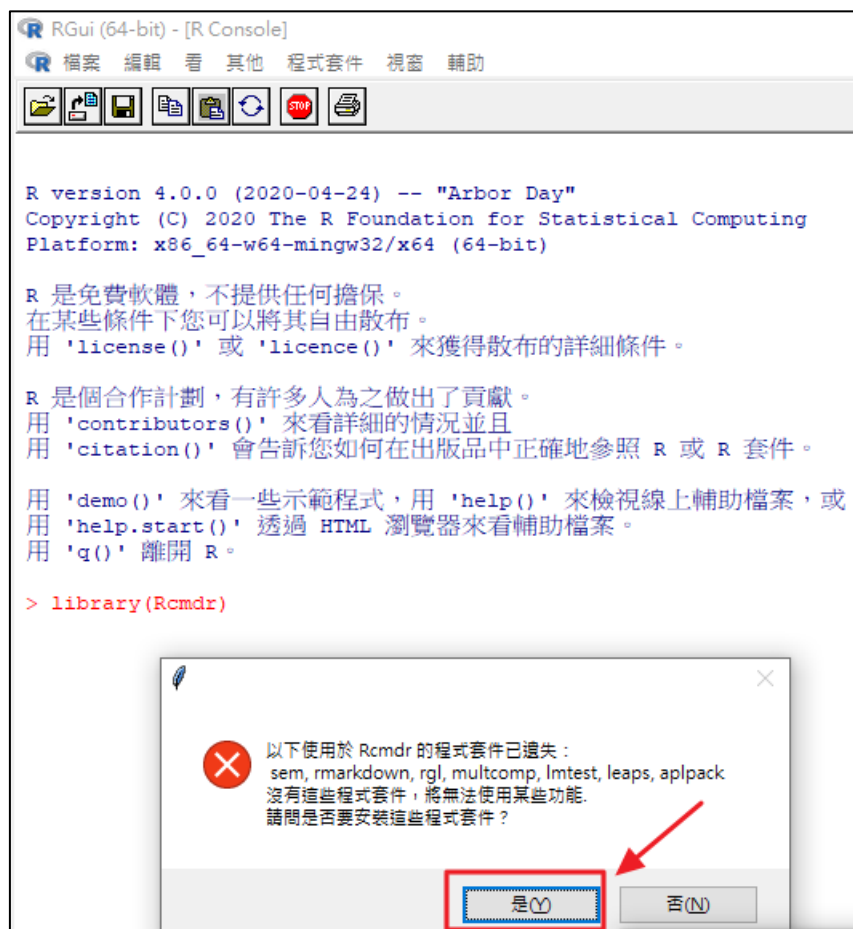 RGui (64-bit) - [R Console]
檔案 編輯 看 其他 程式套件 視窗 輔助
STOP
R version 4.0.0 (2020-04-24) -- "Arbor Day"
Copyright (C) 2020 The R Foundation for Statistical Computing
Platform: x86_64-w64-mingw32/x64 (64-bit)
R 是免費軟體，不提供任何擔保。
在某些條件下您可以將其自由散布。
用 'license()' 或 'licence()' 來獲得散布的詳細條件。
R 是個合作計劃，有許多人為之做出了貢獻。
用 'contributors()' 來看詳細的情況並且
用 'citation()' 會告訴您如何在出版品中正確地參照 R 或 R 套件。
用 'demo()' 來看一些示範程式，用 'help()' 來檢視線上輔助檔案，或
用 'help.start()' 透過 HTML 瀏覽器來看輔助檔案。
用 'q()' 離開 R。
> library(Rcmdr)
以下使用於 Rcmdr 的程式套件已遺失：
sem, rmarkdown, rgl, multcomp, lmtest, leaps, aplpack
沒有這些程式套件，將無法使用某些功能.
請問是否要安裝這些程式套件？
是(Y) 否(N)